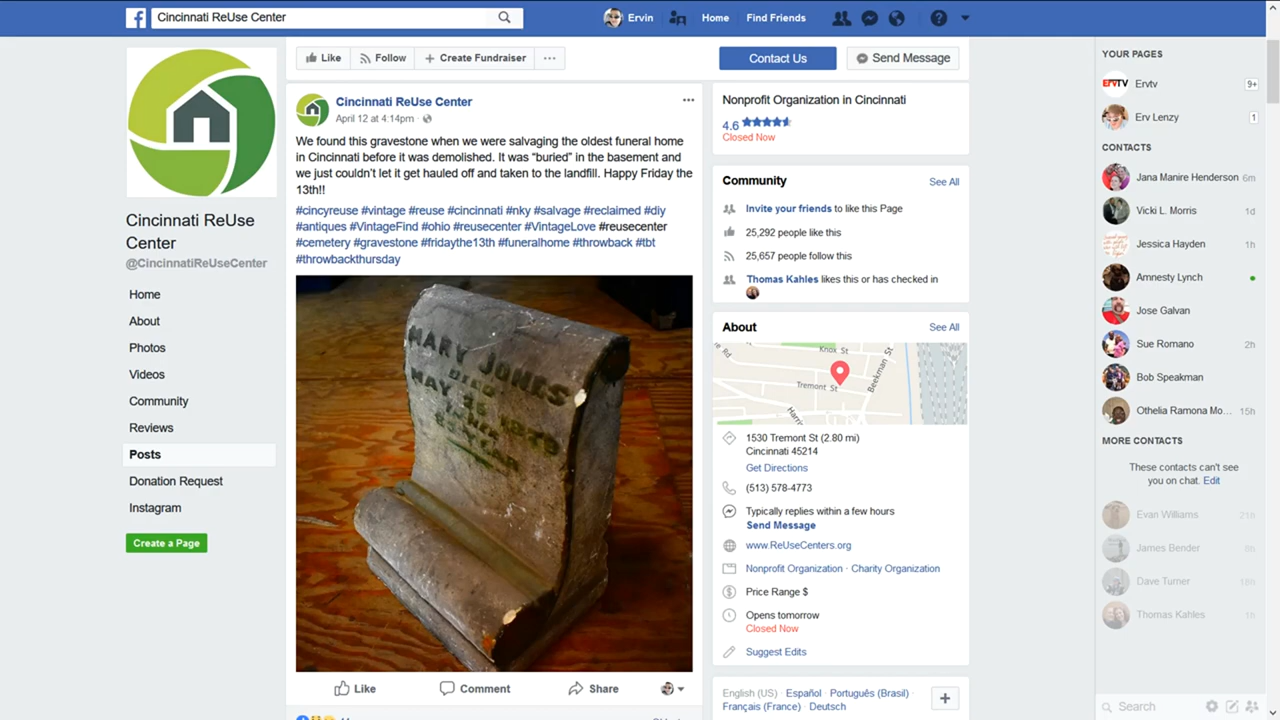 Cincinnati ReUse Center
Ervin
Home
Find Friends
Like
Follow
Create Fundraiser
Contact Us
Send Message
Cincinnati ReUse
Center
@CincinnatiReUseCenter
Home
About
Photos
Videos
Community
Reviews
Posts
Donation Request
Instagram
Create a Page
Cincinnati ReUse Center
April 12 at 4:14pm ·
We found this gravestone when we were salvaging the oldest funeral home
in Cincinnati before it was demolished. It was “buried” in the basement and
we just couldn’t let it get hauled off and taken to the landfill. Happy Friday the
13th!!
#cincyreuse #vintage #reuse #cincinnati #nky #salvage #reclaimed #diy
#antiques #VintageFind #ohio #reusecenter #VintageLove #reusecenter
#cemetery #gravestone #fridaythe13th #funeralhome #throwback #tbt
#throwbackthursday
MARY JONES
DIED
MAY
Like
Comment
Share
Nonprofit Organization in Cincinnati
4.6
Closed Now
Community
See All
Invite your friends to like this Page
25,292 people like this
25,657 people follow this
Thomas Kahles likes this or has checked in
About
See All
Knox St
Beekman St
Tremont St
1530 Tremont St (2.80 mi)
Cincinnati 45214
Get Directions
(513) 578-4773
Typically replies within a few hours
Send Message
www.ReUseCenters.org
Nonprofit Organization · Charity Organization
Price Range $
Opens tomorrow
Closed Now
Suggest Edits
English (US) · Español · Português (Brasil) ·
Français (France) · Deutsch
YOUR PAGES
Ervtv 9+
Erv Lenzy 1
CONTACTS
Jana Manire Henderson 6m
Vicki L. Morris 1d
Jessica Hayden 1h
Amnesty Lynch
Jose Galvan
Sue Romano 2h
Bob Speakman
Othelia Ramona Mo... 15h
MORE CONTACTS
These contacts can't see
you on chat. Edit
Evan Williams 21h
James Bender 8h
Dave Turner 18h
Thomas Kahles 1h
Search